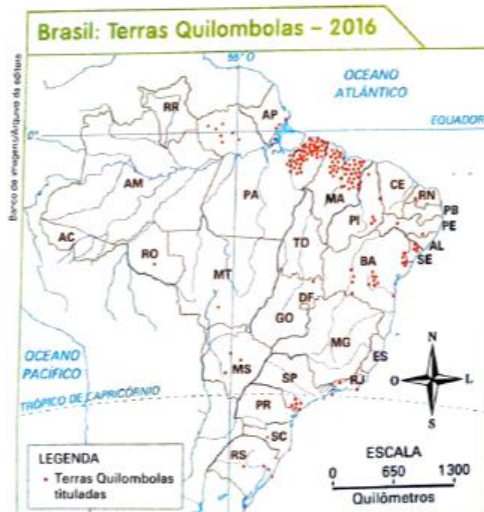 Brasil: Terras Quilombolas – 2016
Banco de imagens/Arquivo da editora
55° O
OCEANO
ATLÂNTICO
EQUADOR
0°
RR
AP
AM
PA
MA
CE
RN
PB
PE
AL
SE
PI
AC
RO
TO
BA
MT
DF
GO
MG
ES
OCEANO
PACÍFICO
MS
SP
RJ
TRÓPICO DE CAPRICÓRNIO
PR
SC
RS
N
O
L
S
LEGENDA
Terras Quilombolas
tituladas
ESCALA
0 650 1300
Quilômetros